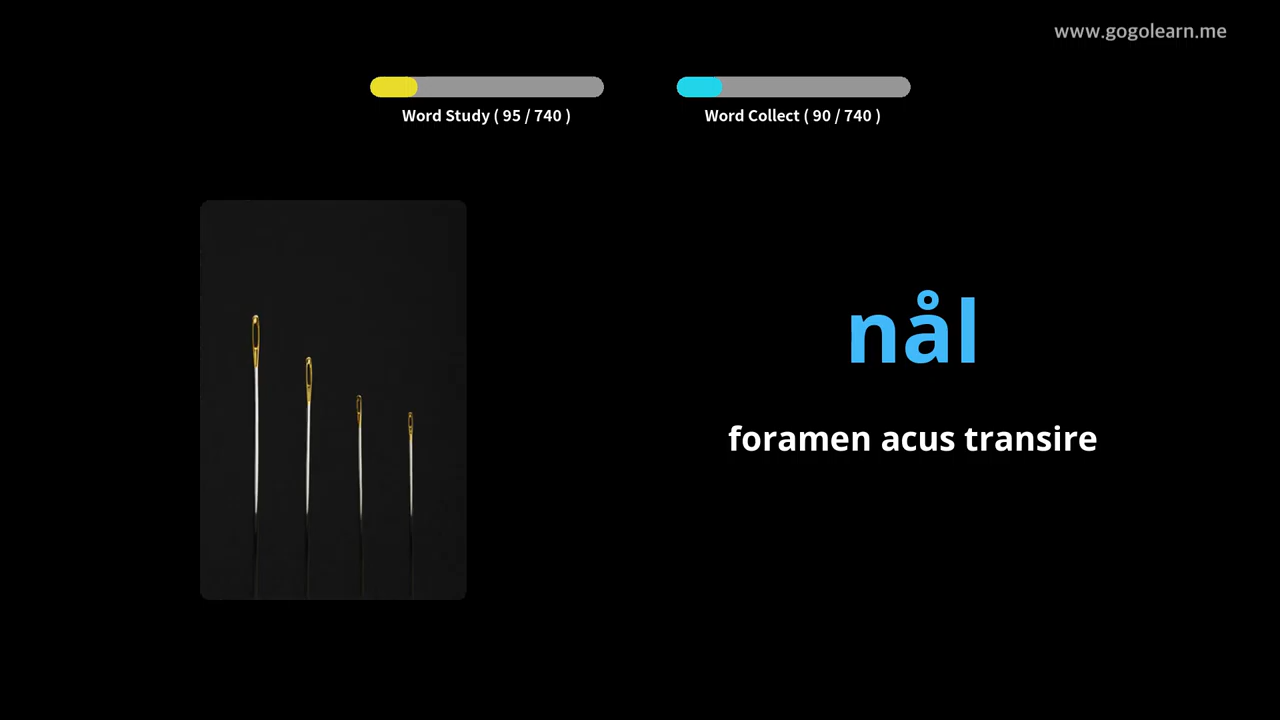 www.gogolearn.me
Word Study ( 95 / 740 )
Word Collect ( 90 / 740 )
nål
foramen acus transire